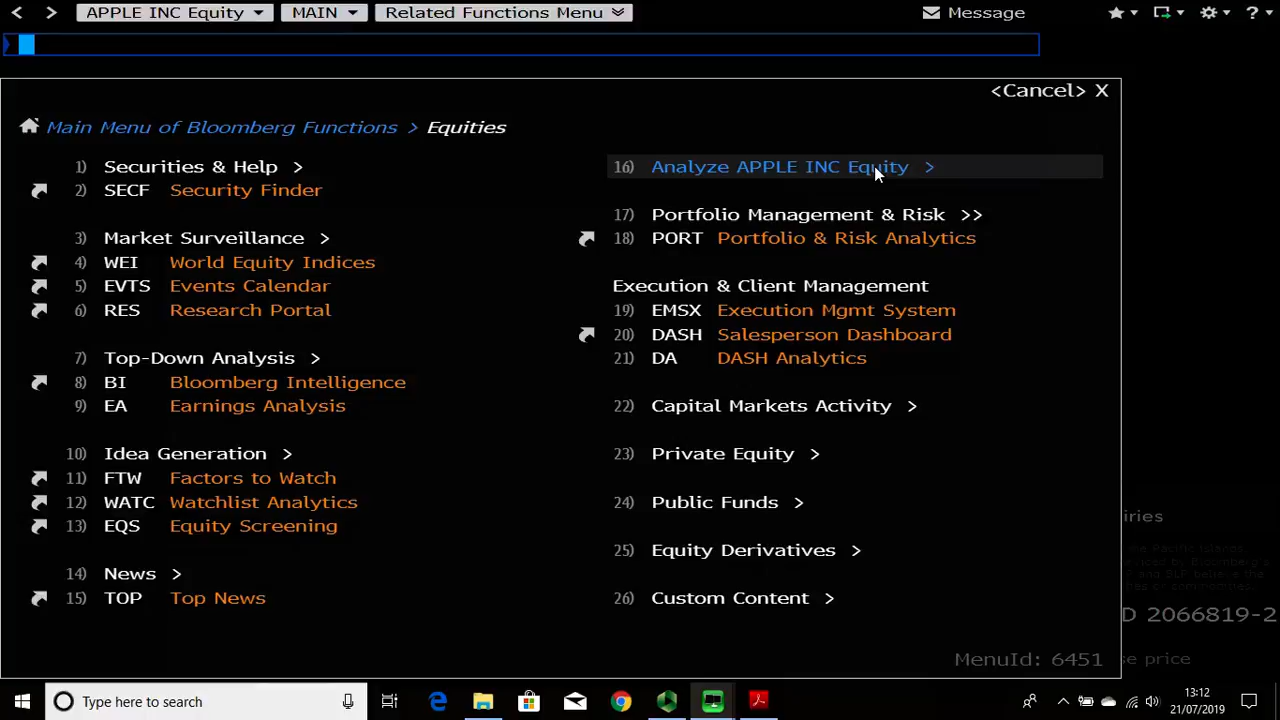 APPLE INC Equity
MAIN
Related Functions Menu
Message
?
<Cancel> X
Main Menu of Bloomberg Functions > Equities
1) Securities & Help >
2) SECF Security Finder
3) Market Surveillance >
4) WEI World Equity Indices
5) EVTS Events Calendar
6) RES Research Portal
7) Top-Down Analysis >
8) BI Bloomberg Intelligence
9) EA Earnings Analysis
10) Idea Generation >
11) FTW Factors to Watch
12) WATC Watchlist Analytics
13) EQS Equity Screening
14) News >
15) TOP Top News
16) Analyze APPLE INC Equity >
17) Portfolio Management & Risk >>
18) PORT Portfolio & Risk Analytics
Execution & Client Management
19) EMSX Execution Mgmt System
20) DASH Salesperson Dashboard
21) DA DASH Analytics
22) Capital Markets Activity >
23) Private Equity >
24) Public Funds >
25) Equity Derivatives >
26) Custom Content >
MenuId: 6451
iries
D 2066819-2
se price
Type here to search
13:12
21/07/2019